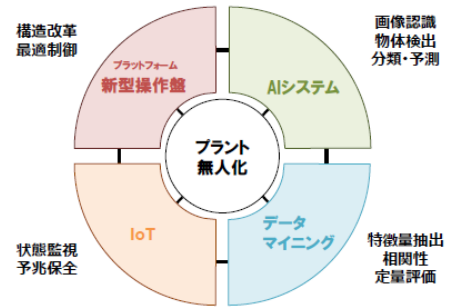 構造改革
最適制御
プラットフォーム
新型操作盤
画像認識
物体検出
分類・予測
AIシステム
プラント
無人化
IoT
状態監視
予兆保全
データ
マイニング
特徴量抽出
相関性
定量評価